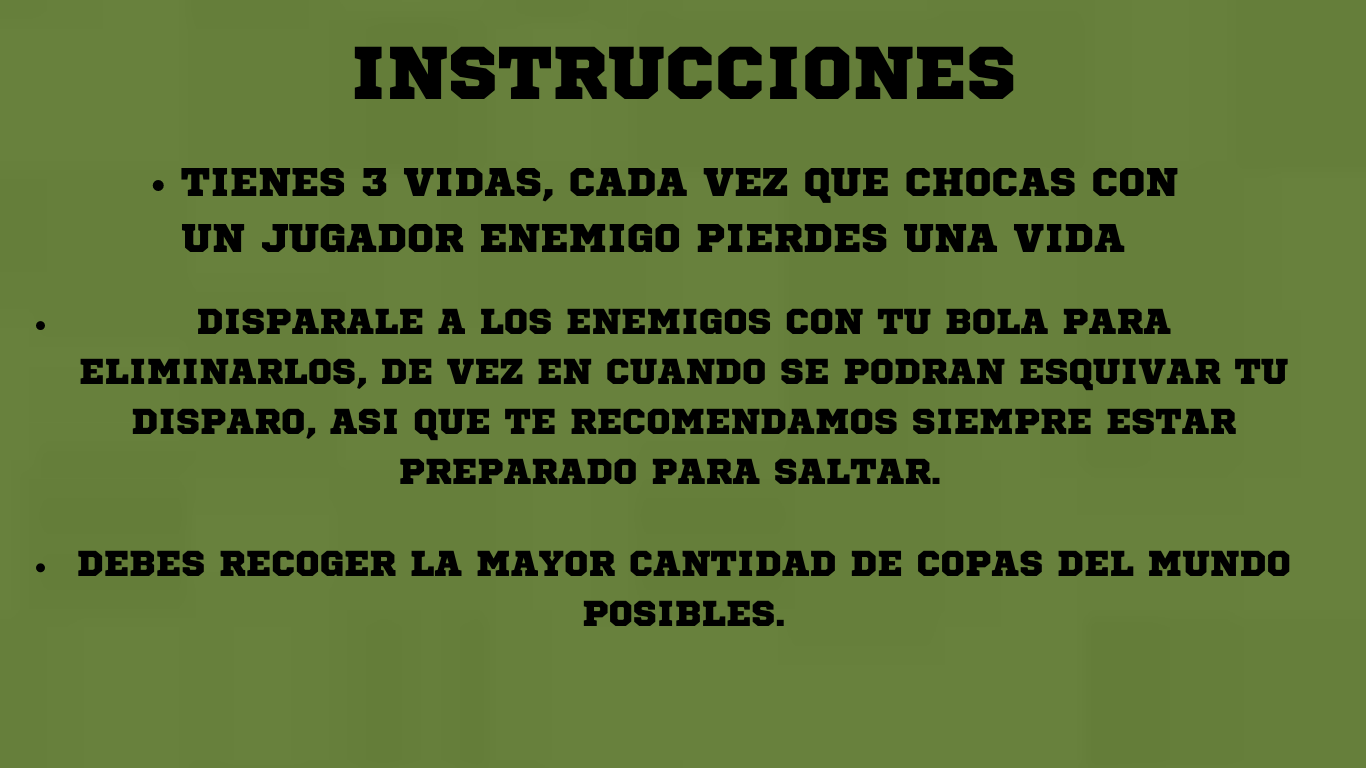 INSTRUCCIONES
• TIENES 3 VIDAS, CADA VEZ QUE CHOCAS CON
UN JUGADOR ENEMIGO PIERDES UNA VIDA
• DISPARALE A LOS ENEMIGOS CON TU BOLA PARA
ELIMINARLOS, DE VEZ EN CUANDO SE PODRAN ESQUIVAR TU
DISPARO, ASI QUE TE RECOMENDAMOS SIEMPRE ESTAR
PREPARADO PARA SALTAR.
• DEBES RECOGER LA MAYOR CANTIDAD DE COPAS DEL MUNDO
POSIBLES.